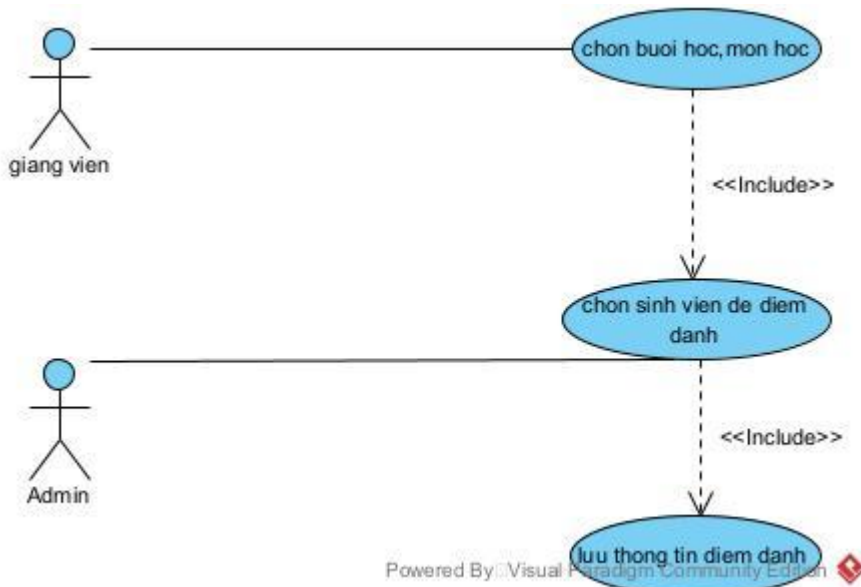 chon buoi hoc,mon hoc
giang vien
<<Include>>
chon sinh vien de diem
danh
Admin
<<Include>>
luu thong tin diem danh
Powered By Visual Paradigm Community Edition